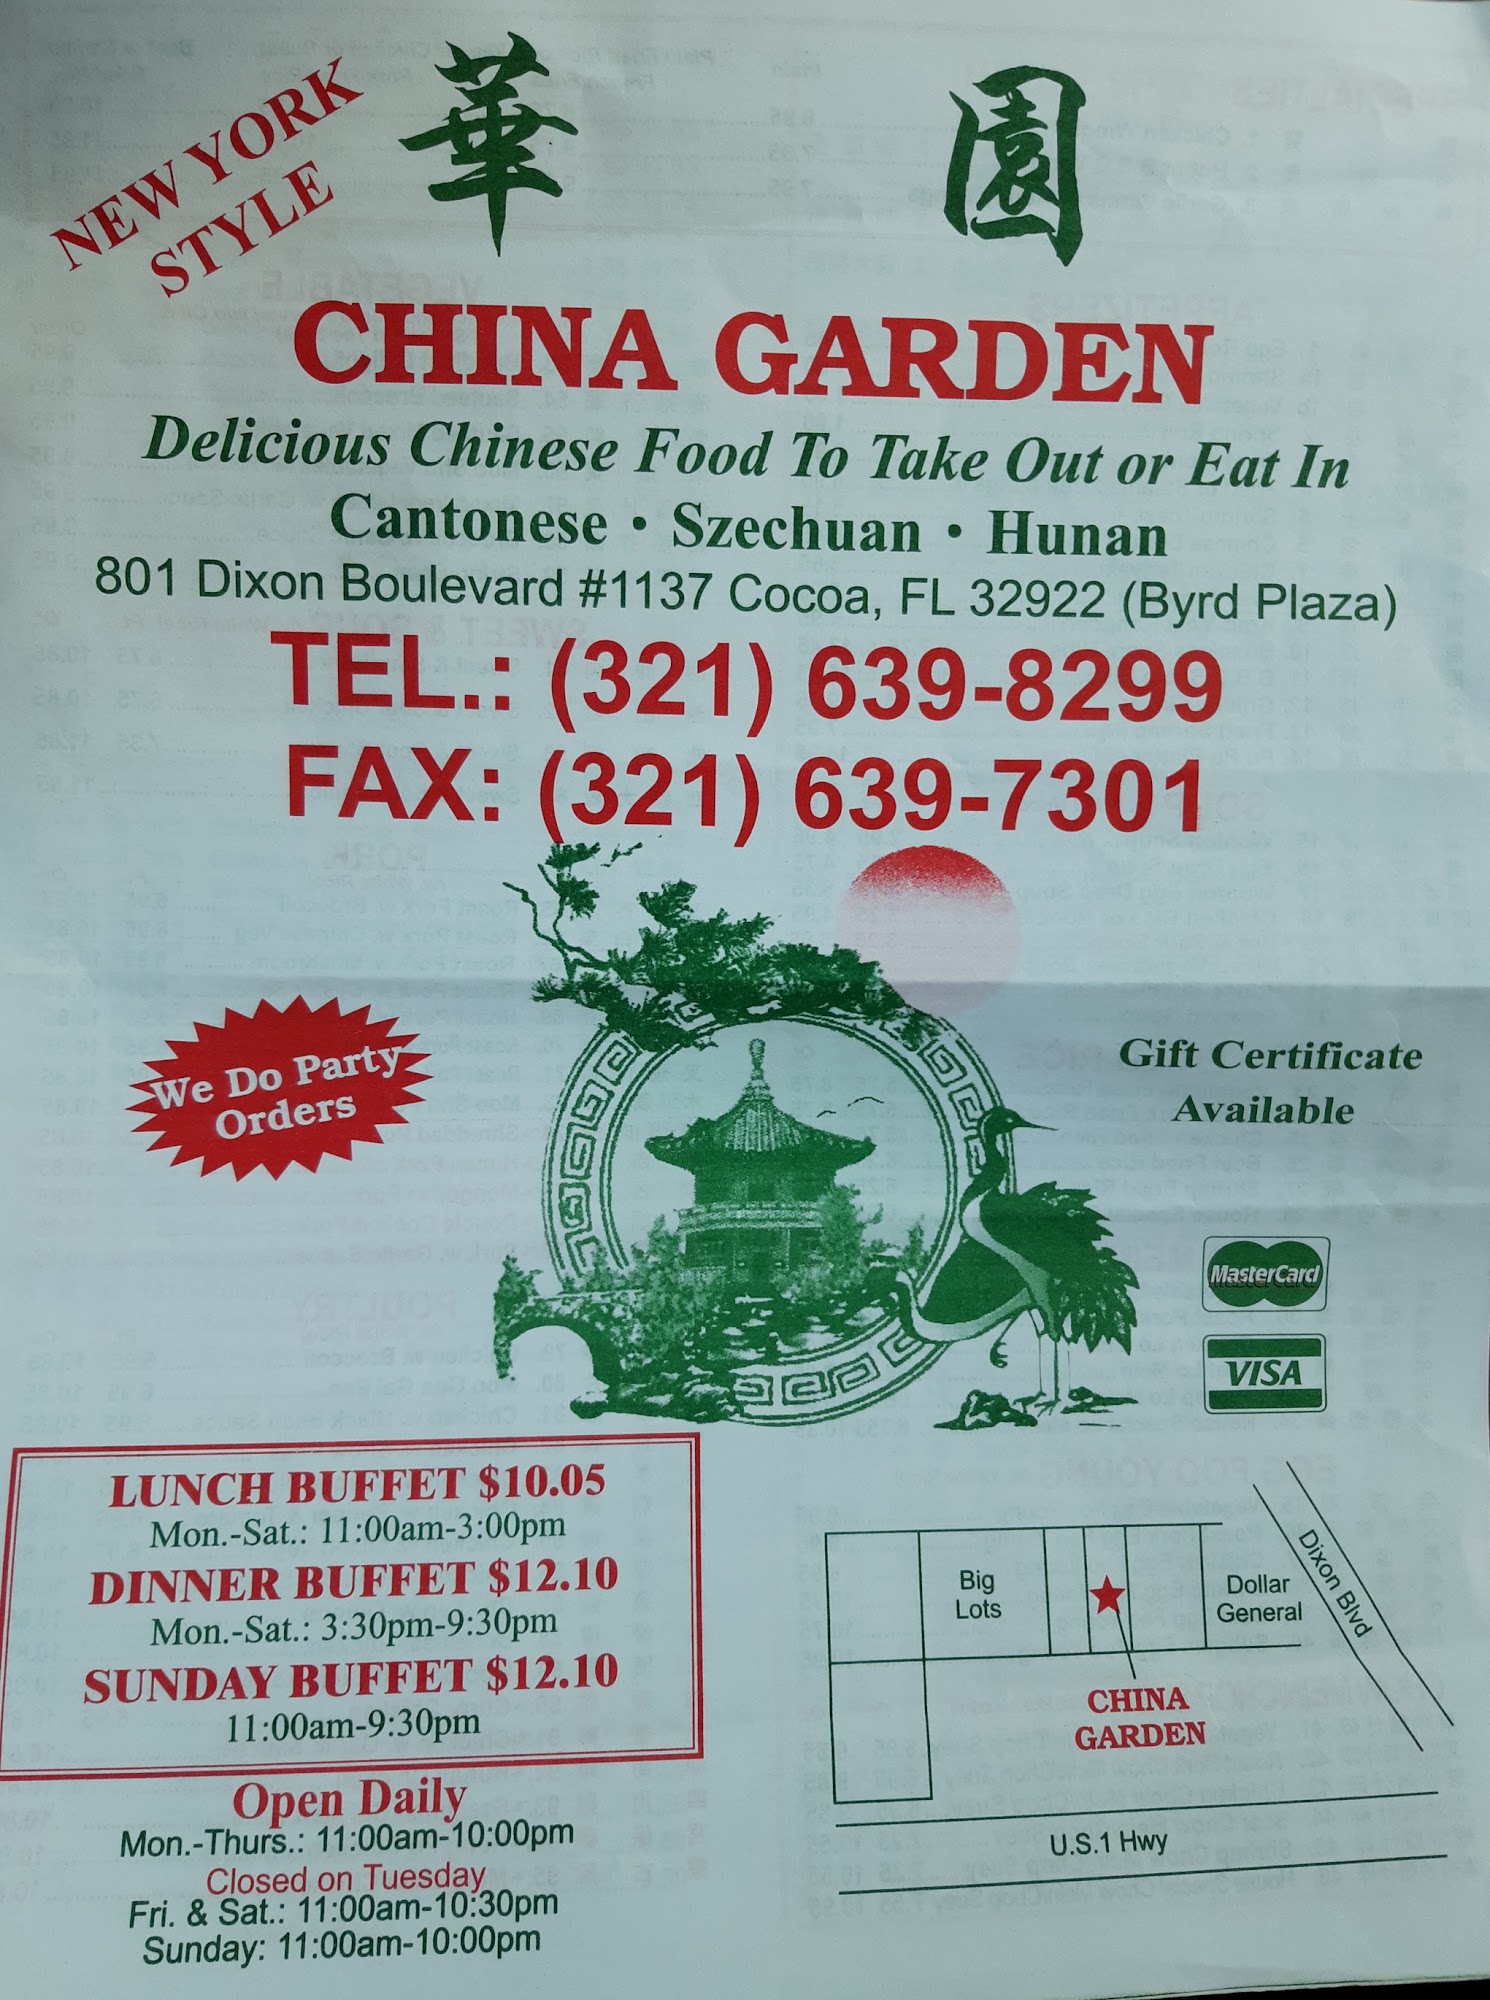 NEW YORK
STYLE
華 園
CHINA GARDEN
Delicious Chinese Food To Take Out or Eat In
Cantonese • Szechuan • Hunan
801 Dixon Boulevard #1137 Cocoa, FL 32922 (Byrd Plaza)
TEL.: (321) 639-8299
FAX: (321) 639-7301
We Do Party
Orders
Gift Certificate
Available
MasterCard
VISA
LUNCH BUFFET $10.05
Mon.-Sat.: 11:00am-3:00pm
DINNER BUFFET $12.10
Mon.-Sat.: 3:30pm-9:30pm
SUNDAY BUFFET $12.10
11:00am-9:30pm
Open Daily
Mon.-Thurs.: 11:00am-10:00pm
Closed on Tuesday
Fri. & Sat.: 11:00am-10:30pm
Sunday: 11:00am-10:00pm
Big
Lots
Dollar
General
Dixon Blvd
CHINA
GARDEN
U.S.1 Hwy